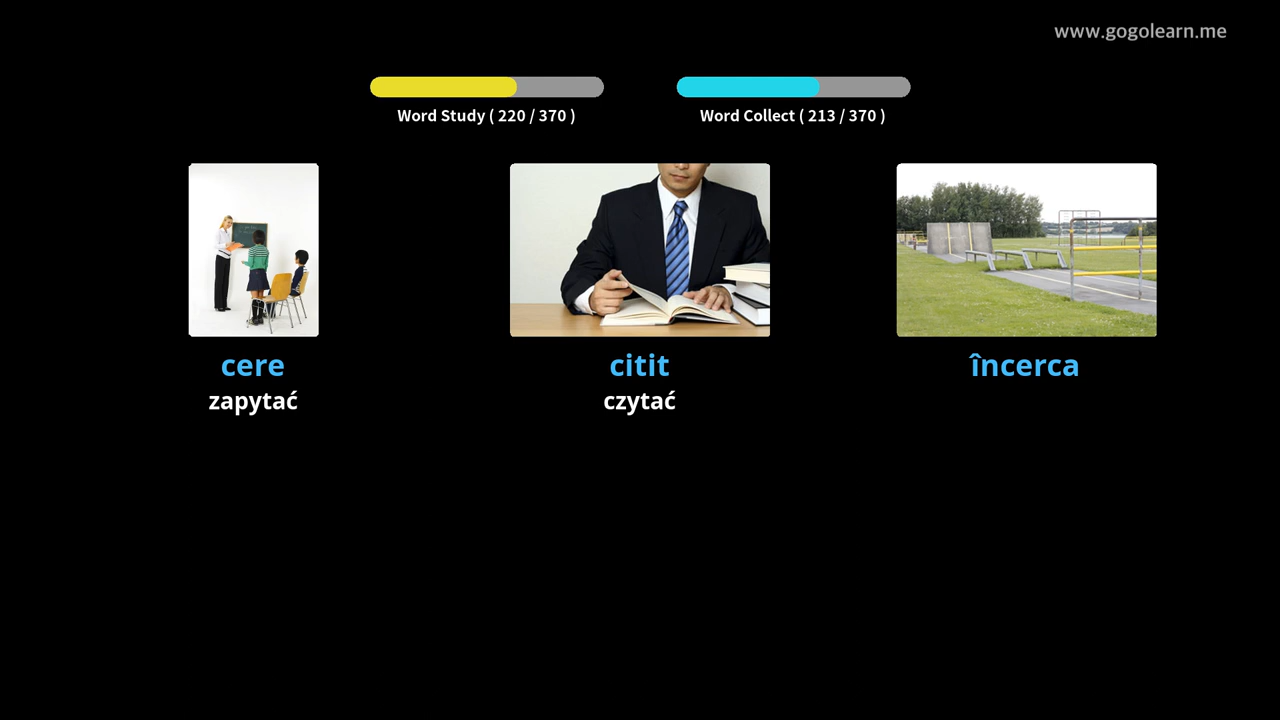 www.gogolearn.me
Word Study ( 220 / 370 )
Word Collect ( 213 / 370 )
cere
zapytać
citit
czytać
încerca